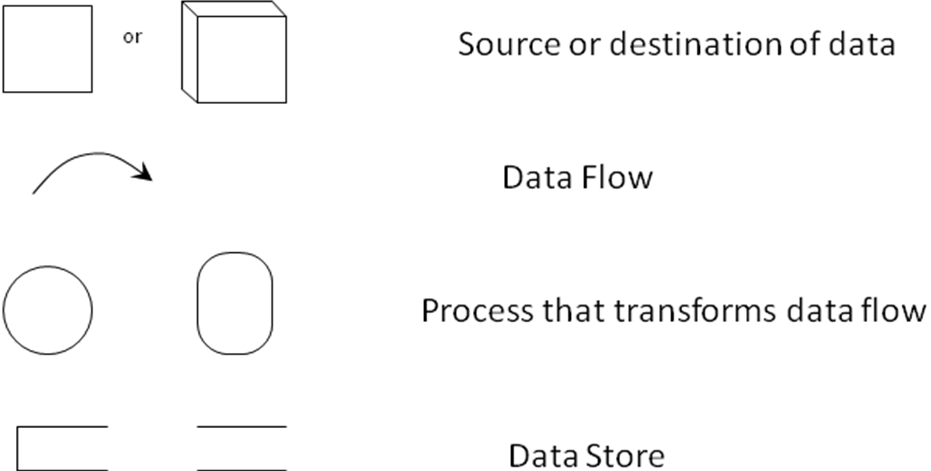 or
Source or destination of data
Data Flow
Process that transforms data flow
Data Store